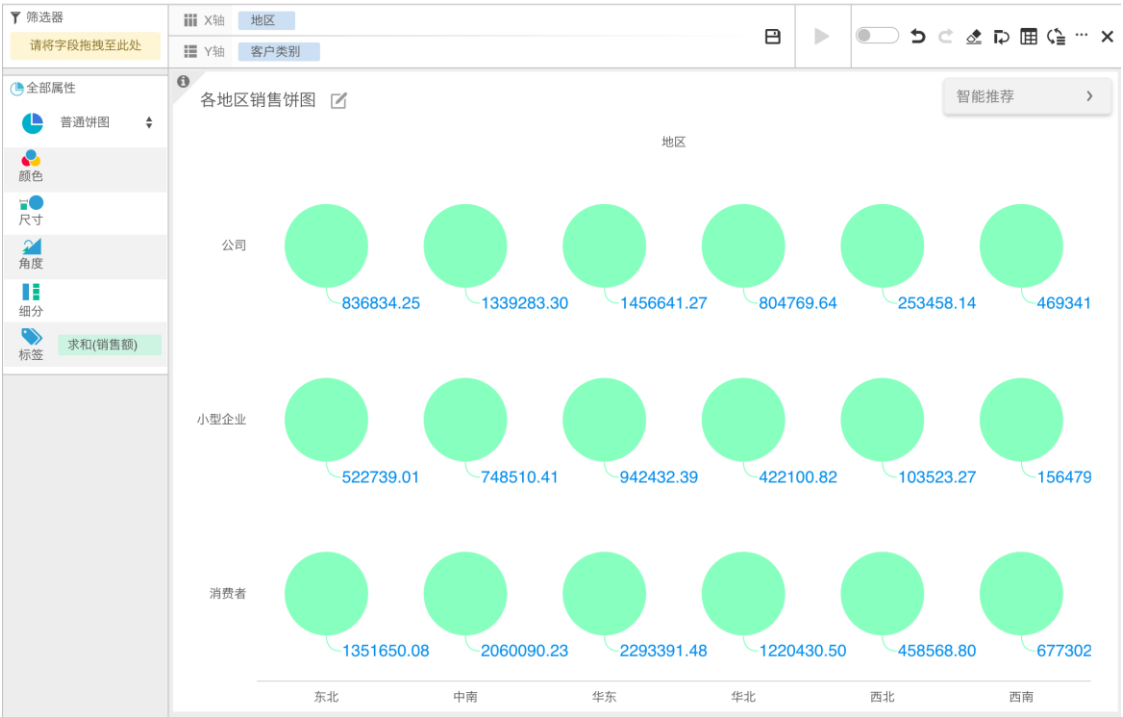 筛选器
请将字段拖拽至此处
全部属性
普通饼图
颜色
尺寸
角度
细分
标签 求和(销售额)
X轴 地区
Y轴 客户类别
各地区销售饼图
智能推荐
地区
公司
836834.25 1339283.30 1456641.27 804769.64 253458.14 469341
小型企业
522739.01 748510.41 942432.39 422100.82 103523.27 156479
消费者
1351650.08 2060090.23 2293391.48 1220430.50 458568.80 677302
东北 中南 华东 华北 西北 西南